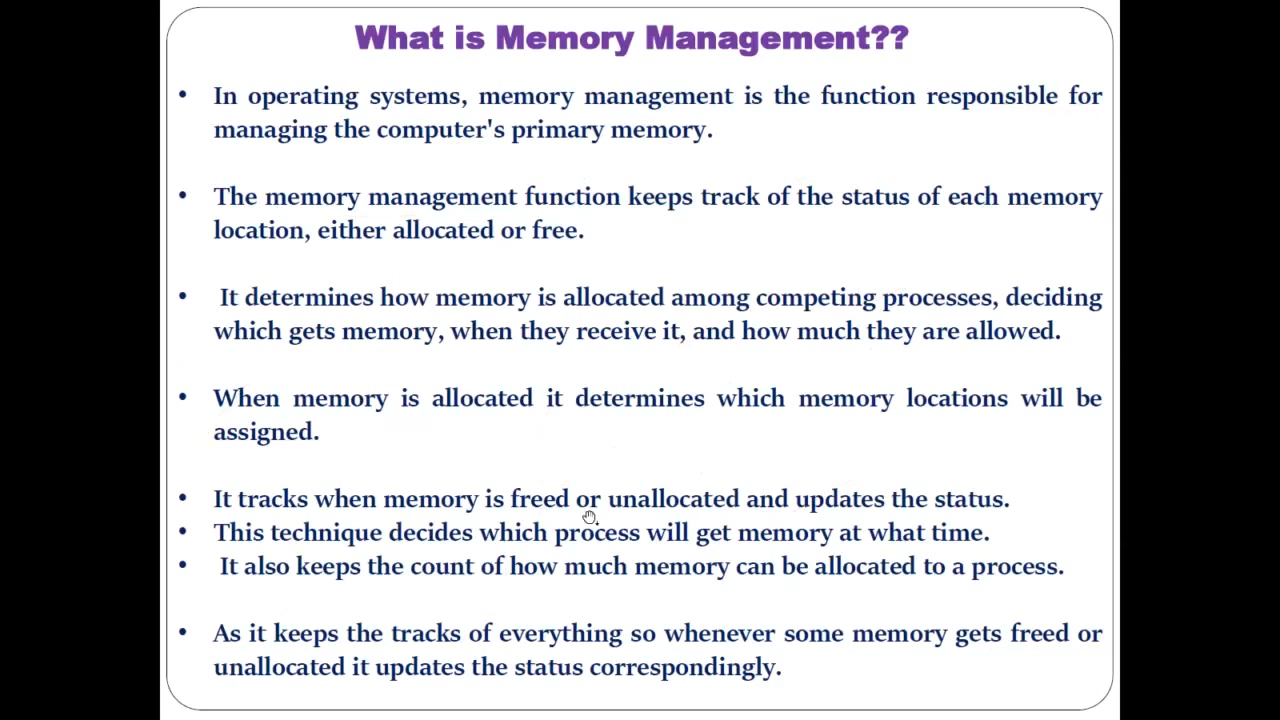 What is Memory Management??
• In operating systems, memory management is the function responsible for
managing the computer's primary memory.
• The memory management function keeps track of the status of each memory
location, either allocated or free.
• It determines how memory is allocated among competing processes, deciding
which gets memory, when they receive it, and how much they are allowed.
• When memory is allocated it determines which memory locations will be
assigned.
• It tracks when memory is freed or unallocated and updates the status.
• This technique decides which process will get memory at what time.
• It also keeps the count of how much memory can be allocated to a process.
• As it keeps the tracks of everything so whenever some memory gets freed or
unallocated it updates the status correspondingly.